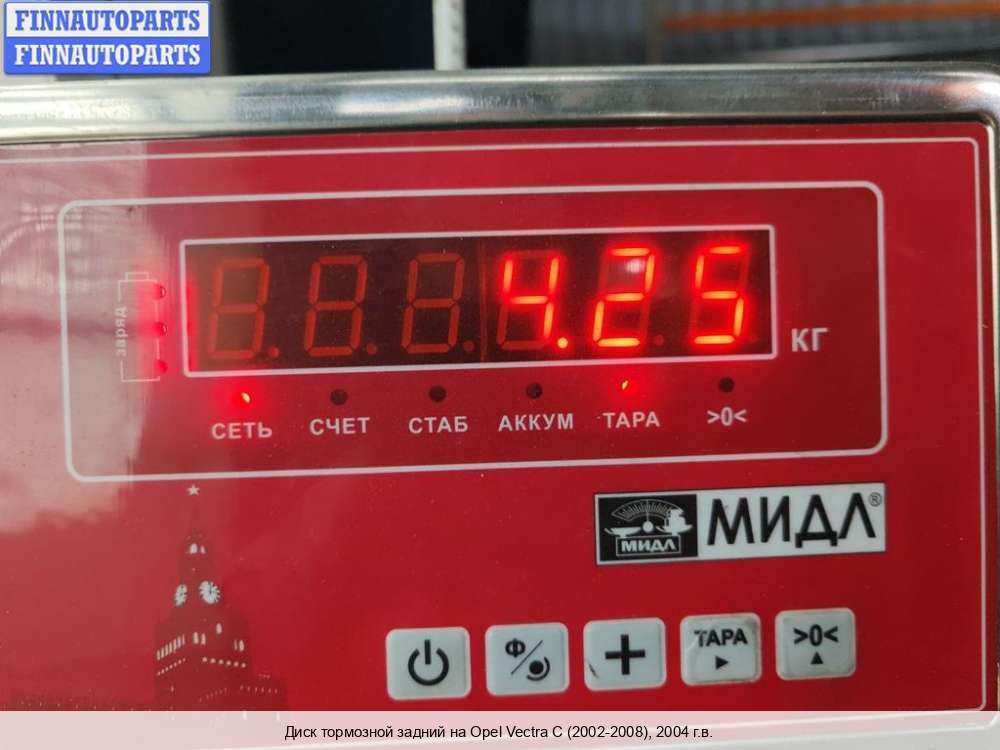 FINNAUTOPARTS
FINNAUTOPARTS
заряд
4.25
КГ
СЕТЬ СЧЕТ СТАБ АККУМ ТАРА >0<
МИДЛ МИДЛ®
Ф ТАРА >0<
Диск тормозной задний на Opel Vectra C (2002-2008), 2004 г.в.